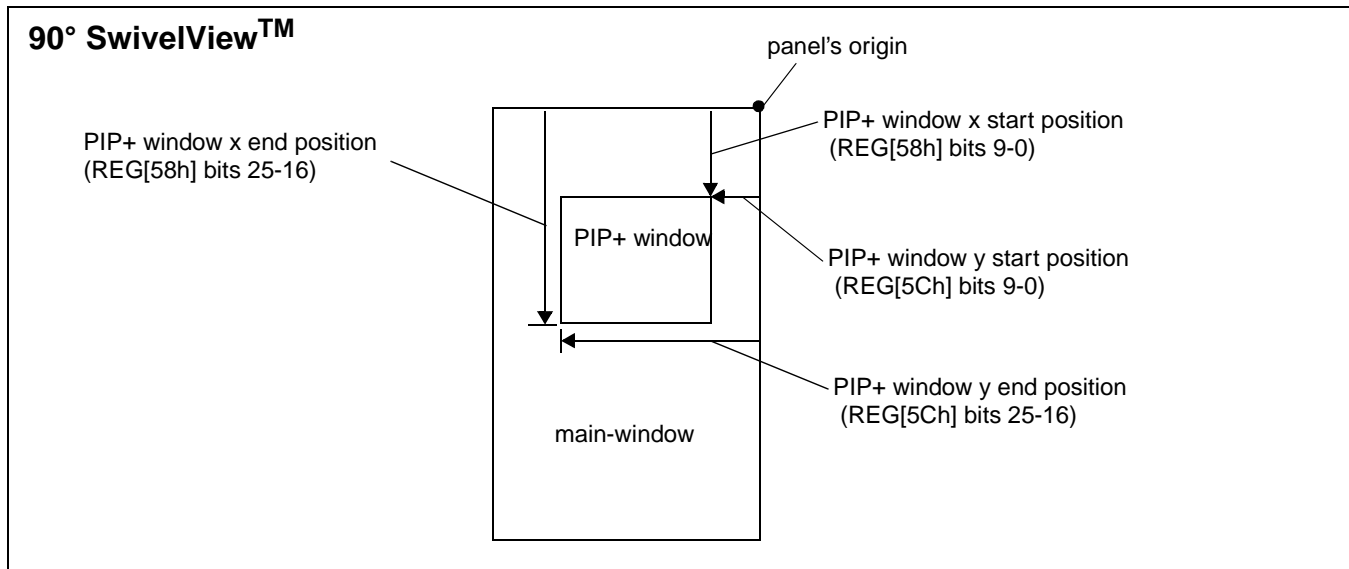 90° SwivelView™
panel's origin
PIP+ window x end position
(REG[58h] bits 25-16)
PIP+ window x start position
(REG[58h] bits 9-0)
PIP+ window
PIP+ window y start position
(REG[5Ch] bits 9-0)
PIP+ window y end position
(REG[5Ch] bits 25-16)
main-window